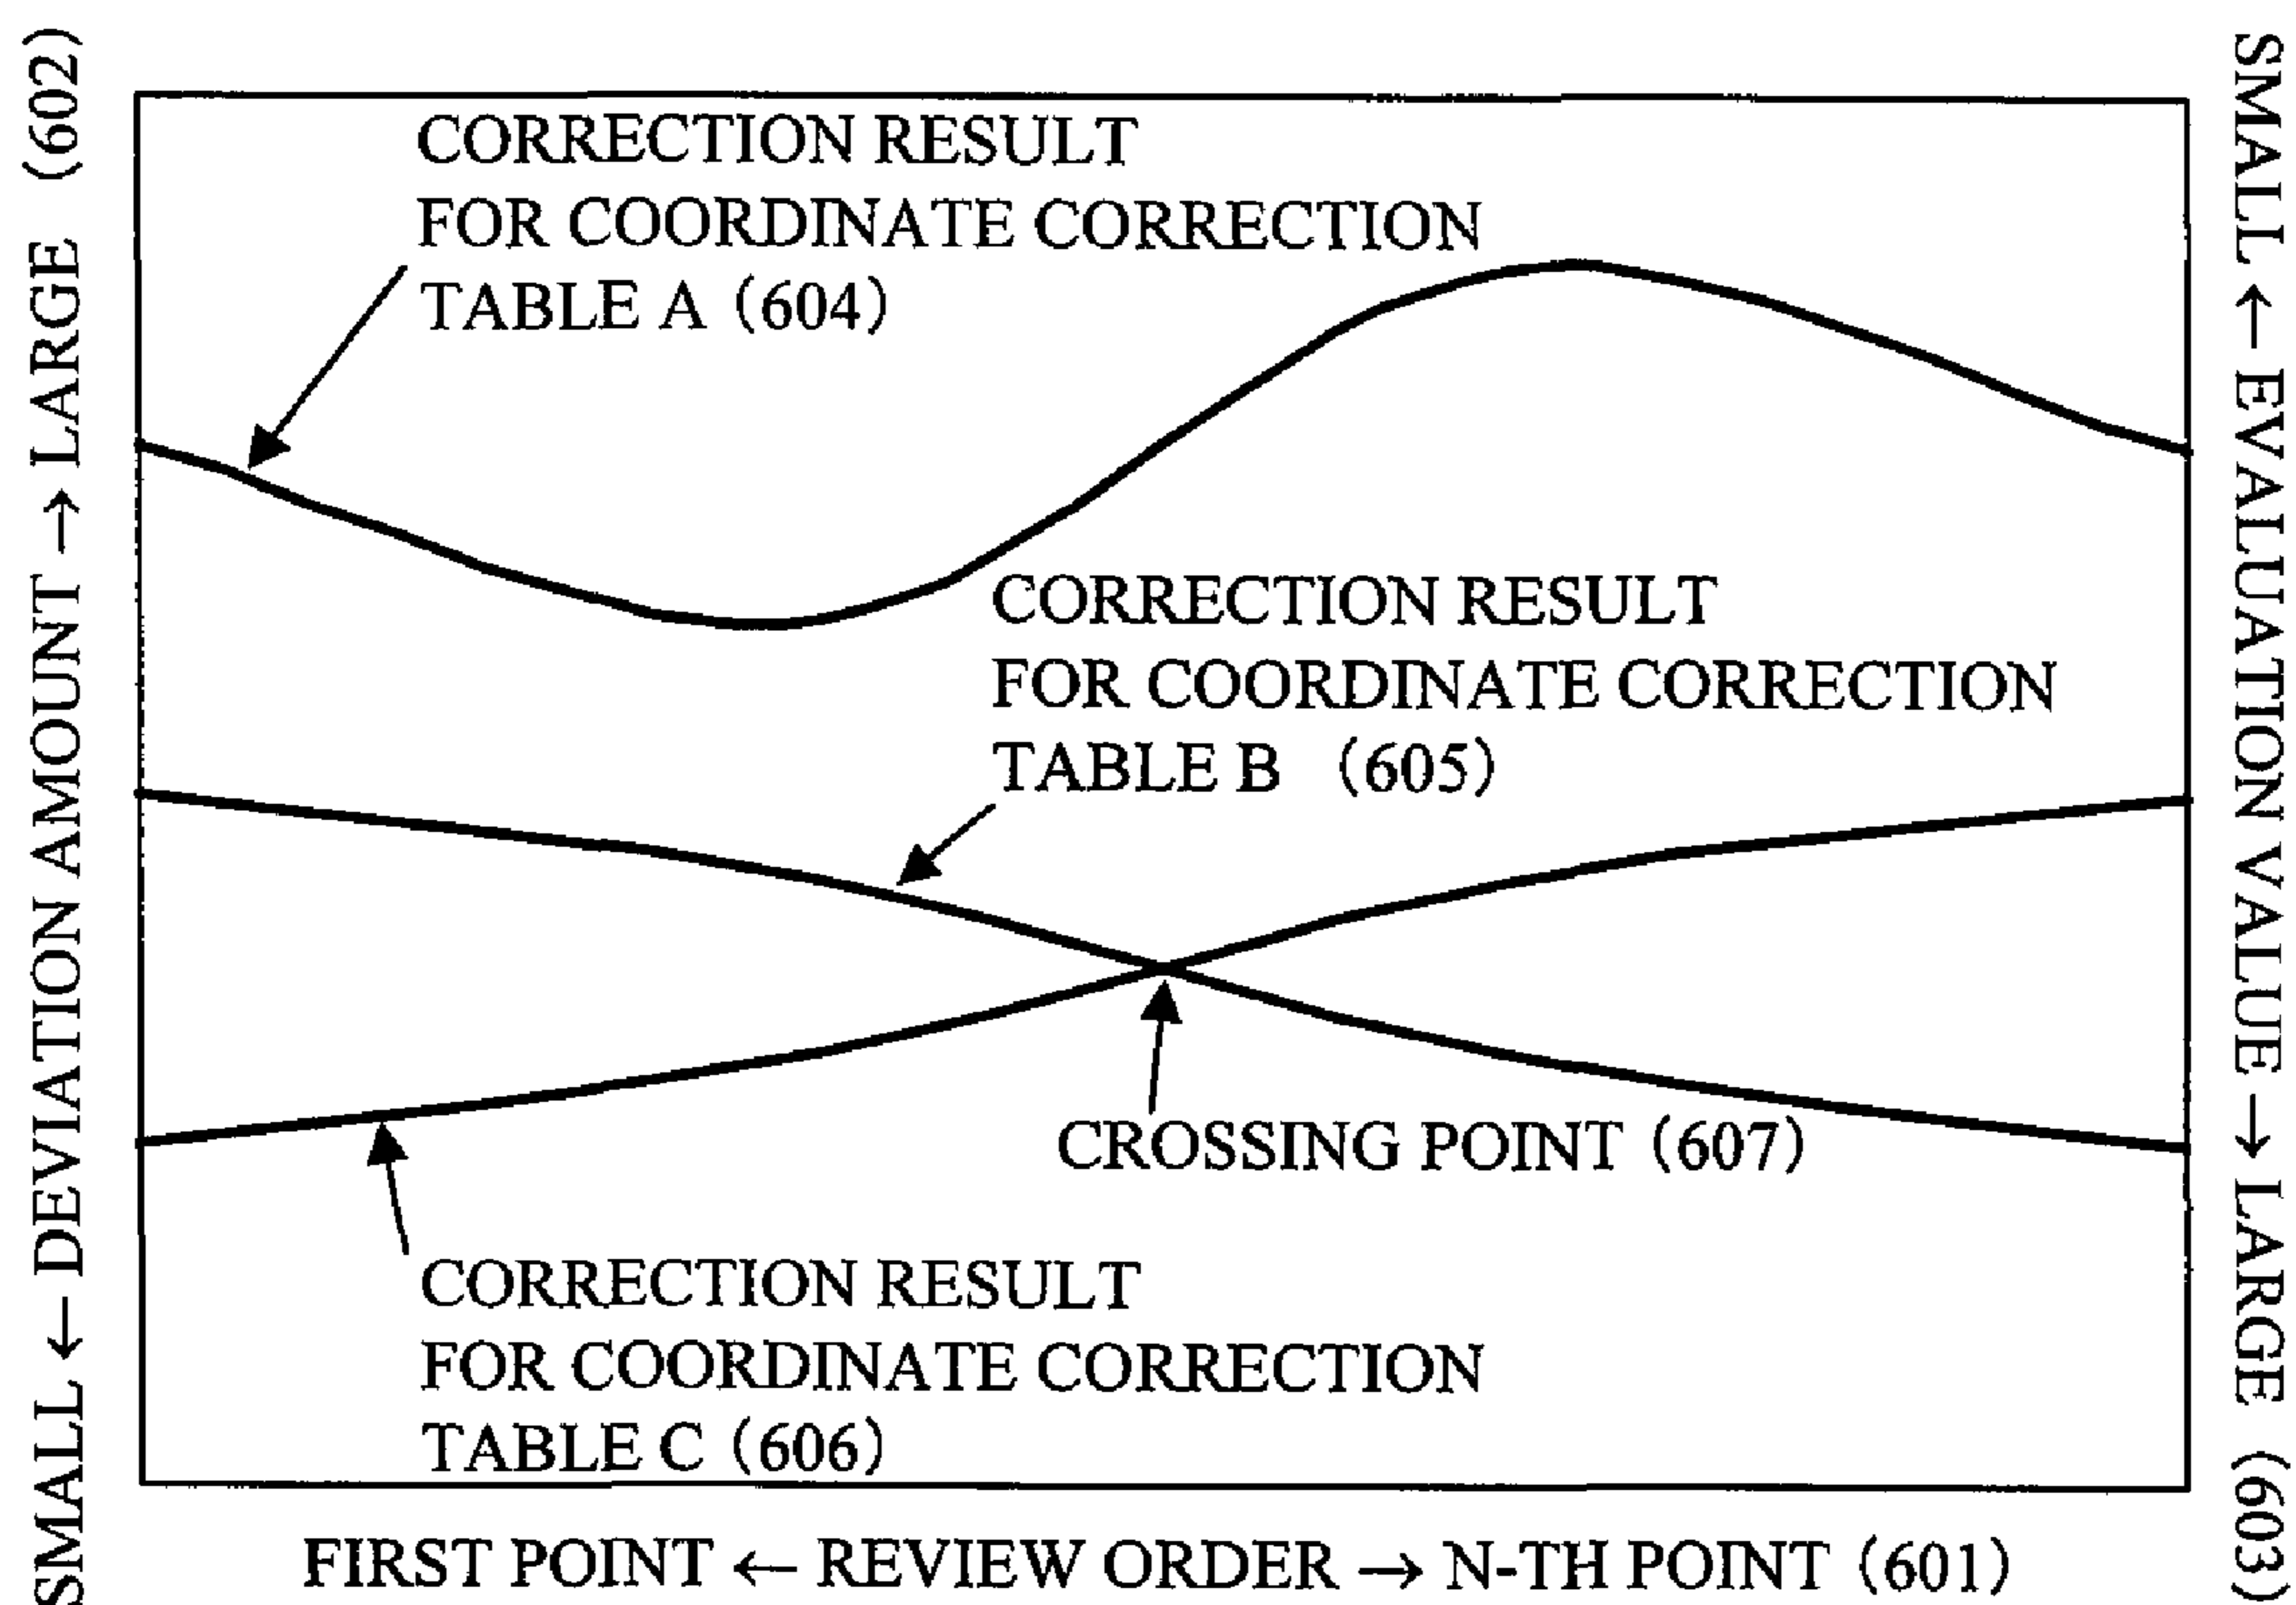 SMALL ← DEVIATION AMOUNT → LARGE (602)
CORRECTION RESULT
FOR COORDINATE CORRECTION
TABLE A (604)
CORRECTION RESULT
FOR COORDINATE CORRECTION
TABLE B (605)
CROSSING POINT (607)
CORRECTION RESULT
FOR COORDINATE CORRECTION
TABLE C (606)
SMALL ← EVALUATION VALUE → LARGE (603)
FIRST POINT ← REVIEW ORDER → N-TH POINT (601)